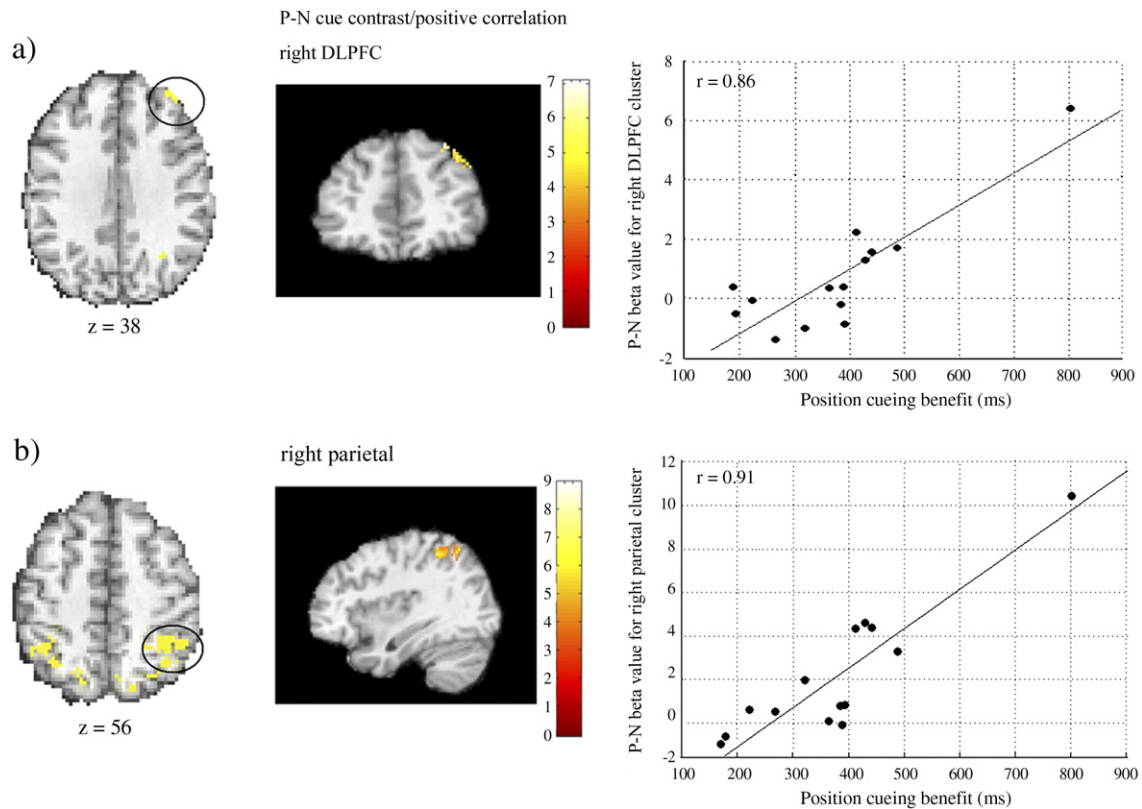 P-N cue contrast/positive correlation
a)
right DLPFC
z = 38
7
6
5
4
3
2
1
0
r = 0.86
P-N beta value for right DLPFC cluster
8
6
4
2
0
-2
100 200 300 400 500 600 700 800 900
Position cueing benefit (ms)
b)
right parietal
z = 56
9
8
7
6
5
4
3
2
1
0
r = 0.91
P-N beta value for right parietal cluster
12
10
8
6
4
2
0
-2
100 200 300 400 500 600 700 800 900
Position cueing benefit (ms)